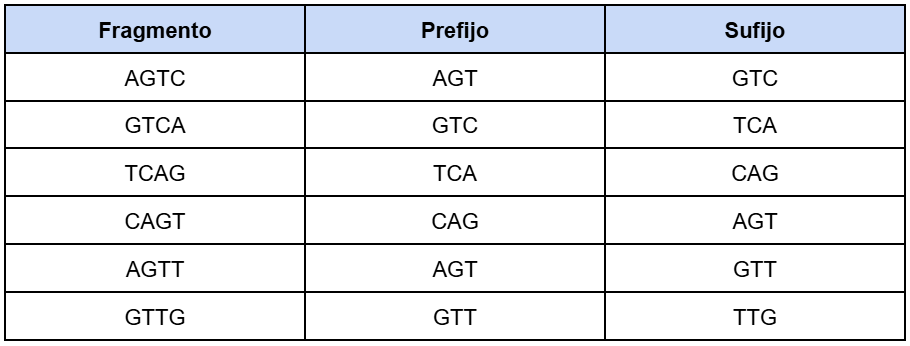 Fragmento Prefijo Sufijo
AGTC AGT GTC
GTCA GTC TCA
TCAG TCA CAG
CAGT CAG AGT
AGTT AGT GTT
GTTG GTT TTG